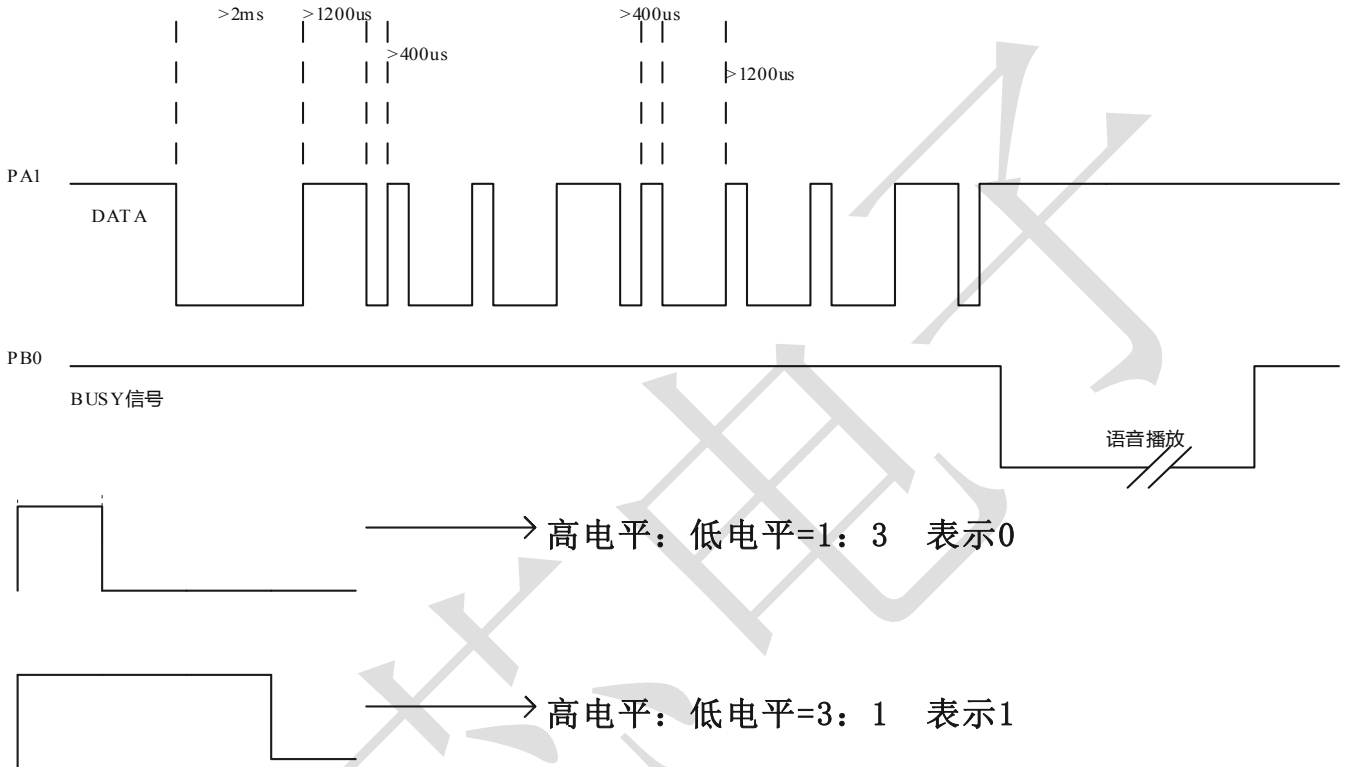 >2ms >1200us >400us
>400us
>1200us
PA1
DATA
PB0
BUSY信号
语音播放
高电平：低电平=1：3 表示0
高电平：低电平=3：1 表示1